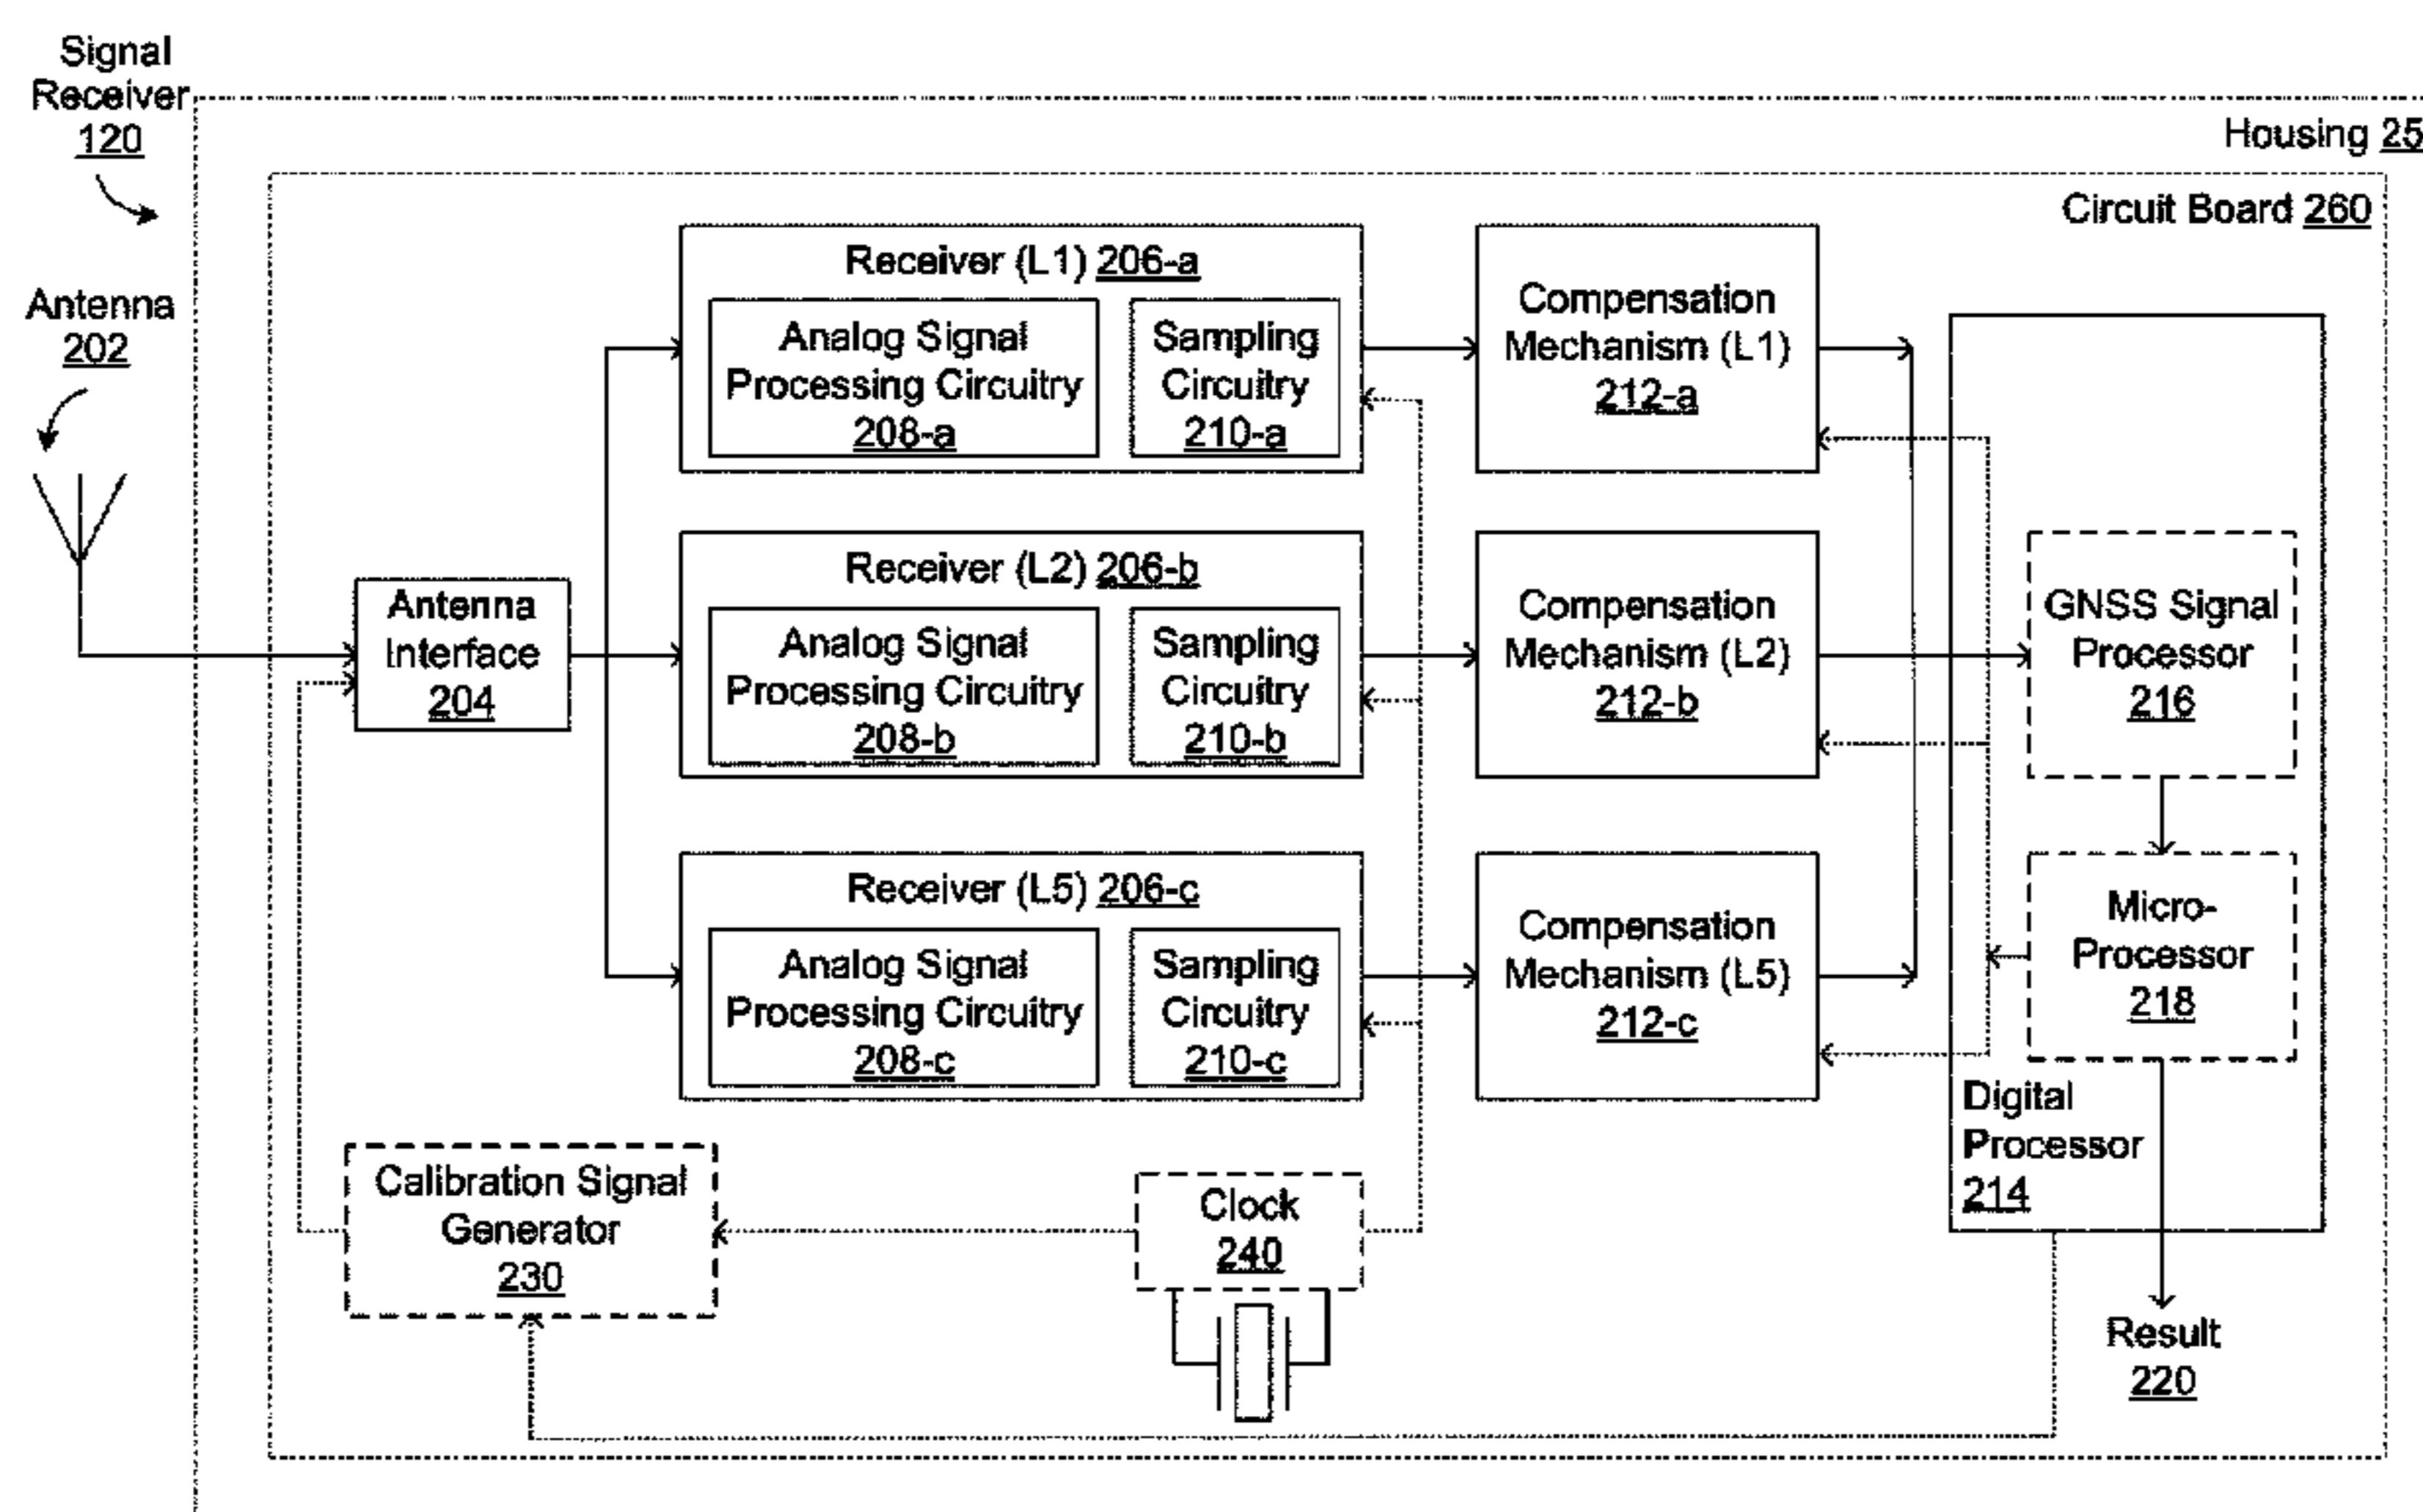 Signal
Receiver
120
Housing 25
Circuit Board 260
Antenna
202
Receiver (L1) 206-a
Analog Signal
Processing Circuitry
208-a
Sampling
Circuitry
210-a
Compensation
Mechanism (L1)
212-a
Antenna
Interface
204
Receiver (L2) 206-b
Analog Signal
Processing Circuitry
208-b
Sampling
Circuitry
210-b
Compensation
Mechanism (L2)
212-b
GNSS Signal
Processor
216
Receiver (L5) 206-c
Analog Signal
Processing Circuitry
208-c
Sampling
Circuitry
210-c
Compensation
Mechanism (L5)
212-c
Micro-
Processor
218
Digital
Processor
214
Calibration Signal
Generator
230
Clock
240
Result
220